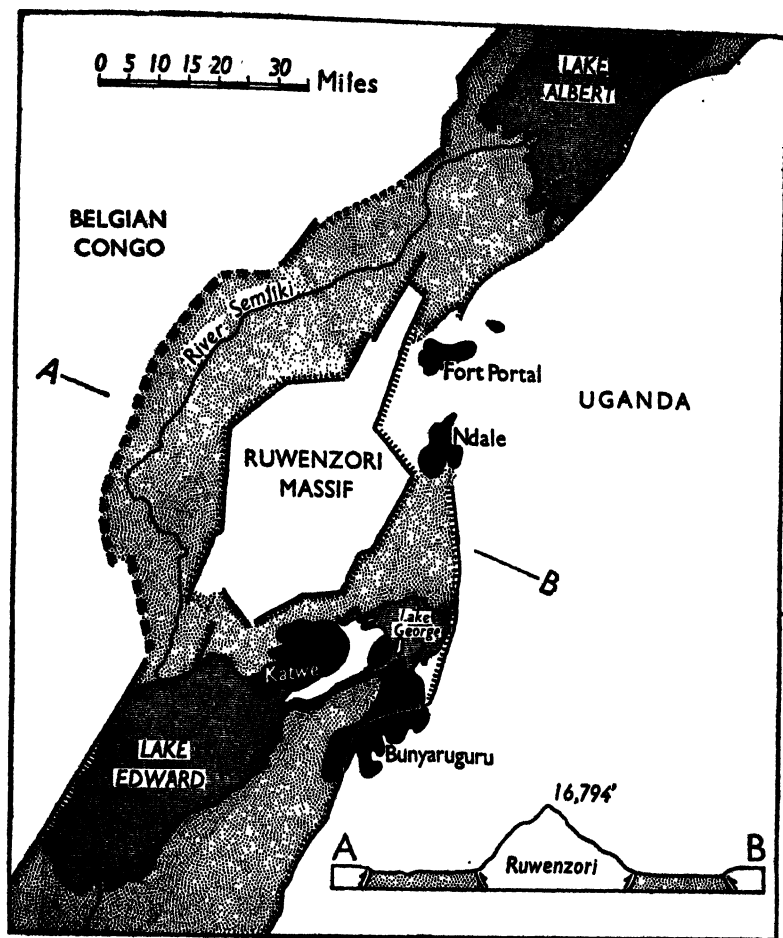 0 5 10 15 20 30
Miles
LAKE
ALBERT
BELGIAN
CONGO
River Semliki
A
Fort Portal
UGANDA
Ndale
RUWENZORI
MASSIF
B
Lake
George
Katwe
Bunyaruguru
LAKE
EDWARD
16,794'
A
B
Ruwenzori